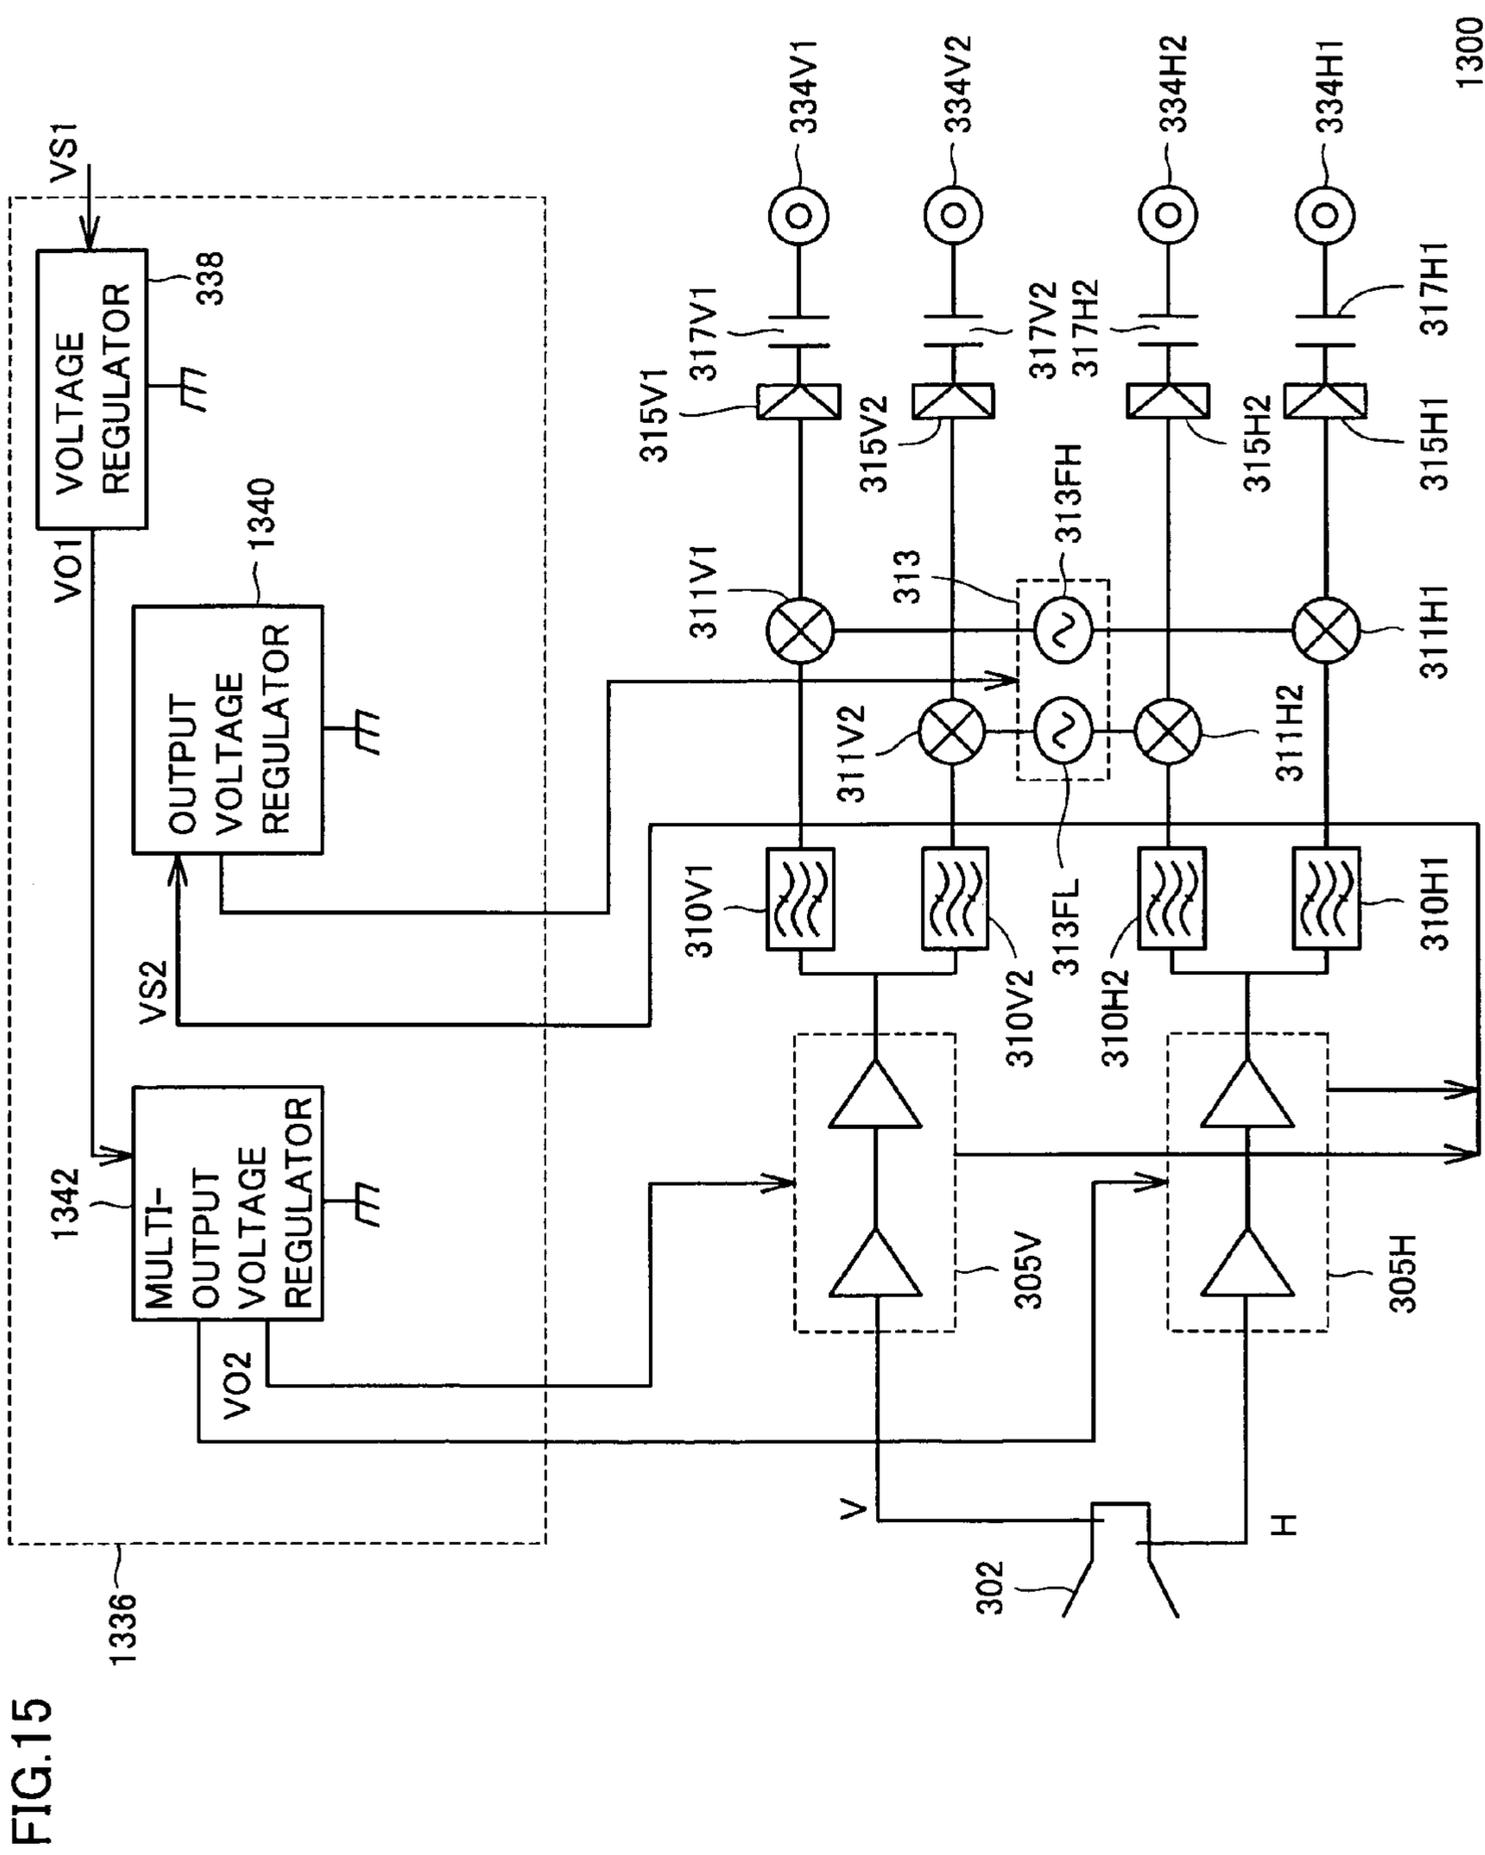 FIG.15
1336
VS1
VOLTAGE
REGULATOR
338
VO1
OUTPUT
VOLTAGE
REGULATOR
1340
VS2
1342
MULTI-
OUTPUT
VOLTAGE
REGULATOR
VO2
302
V
H
305V
305H
310V1
310V2
310H2
310H1
311V1
311V2
311H2
311H1
313
313FH
313FL
315V1
315V2
315H2
315H1
317V1
317V2
317H2
317H1
334V1
334V2
334H2
334H1
1300